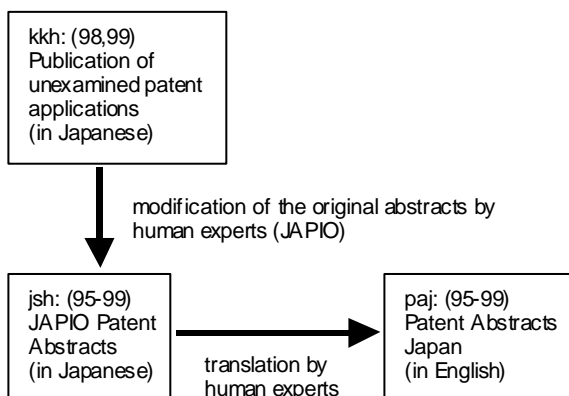 kkh: (98,99)
Publication of
unexamined patent
applications
(in Japanese)
modification of the original abstracts by
human experts (JAPIO)
jsh: (95-99)
JAPIO Patent
Abstracts
(in Japanese)
translation by
human experts
paj: (95-99)
Patent Abstracts
Japan
(in English)